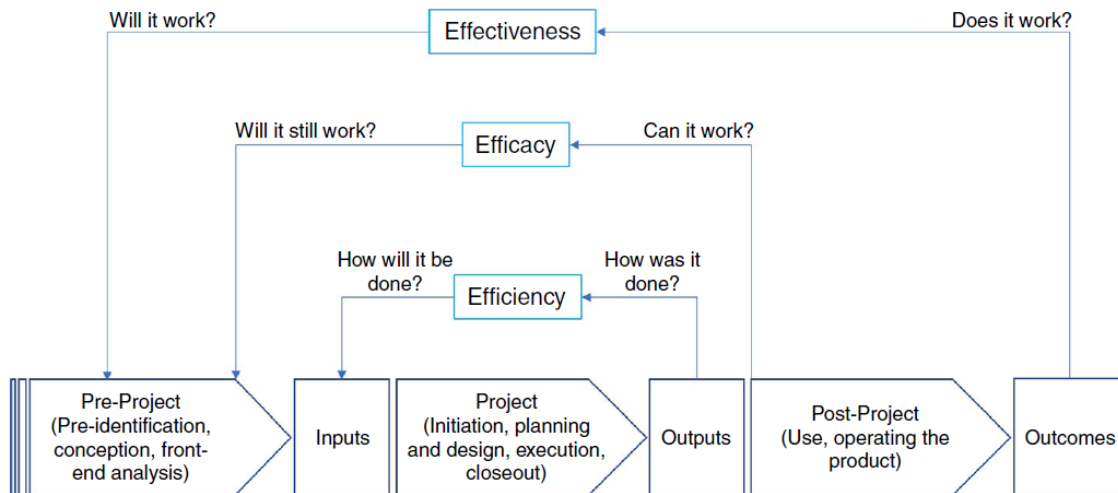 Will it work?
Effectiveness
Does it work?
Will it still work?
Efficacy
Can it work?
How will it be
done?
Efficiency
How was it
done?
Pre-Project
(Pre-identification,
conception, front-
end analysis)
Inputs
Project
(Initiation, planning
and design, execution,
closeout)
Outputs
Post-Project
(Use, operating the
product)
Outcomes